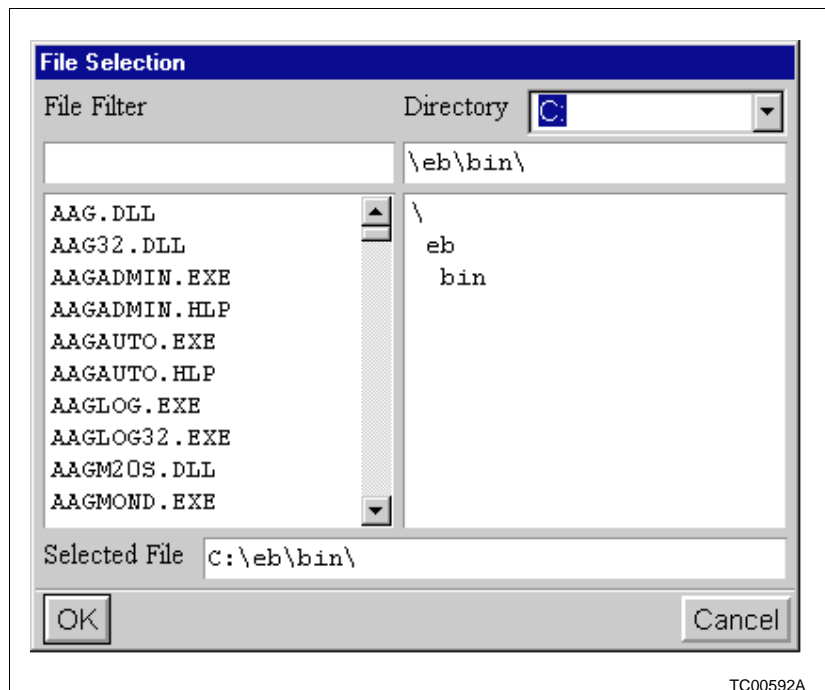 File Selection
File Filter
Directory C:
\eb\bin\
AAG.DLL
AAG32.DLL
AAGADMIN.EXE
AAGADMIN.HLP
AAGAUTO.EXE
AAGAUTO.HLP
AAGLOG.EXE
AAGLOG32.EXE
AAGM2OS.DLL
AAGMOND.EXE
\
eb
bin
Selected File C:\eb\bin\
OK
Cancel
TC00592A